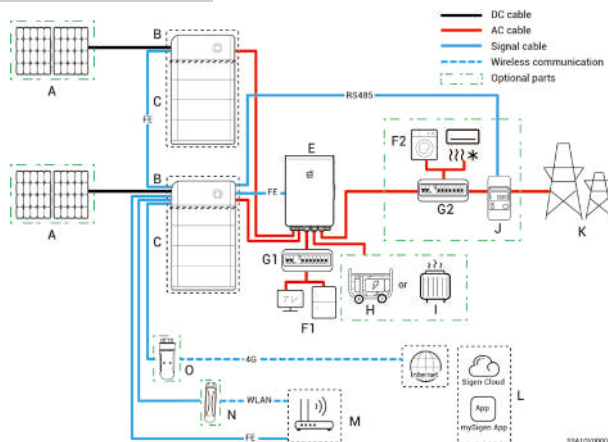 DC cable
AC cable
Signal cable
Wireless communication
Optional parts
B
A
C
FE
RS485
E
F2
G2
J
K
B
A
C
FE
G1
TV
F1
H
or
I
O
4G
Internet
Sigen Cloud
L
App
mySigen App
N
WLAN
M
FE